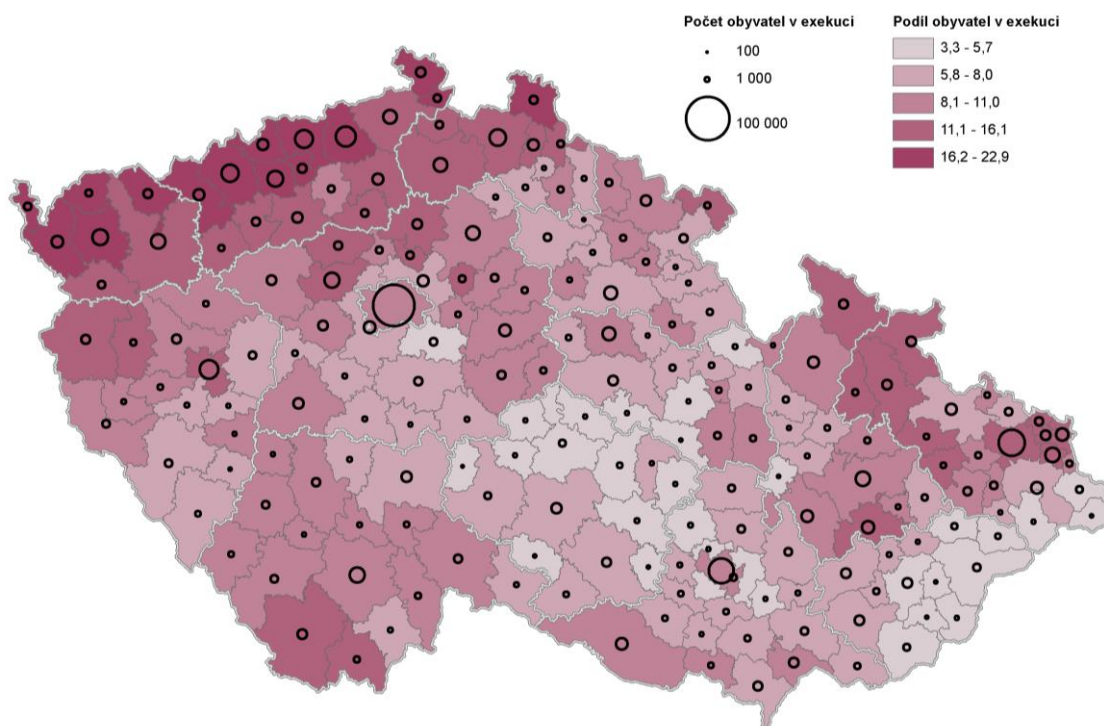 Počet obyvatel v exekuci
100
1 000
100 000
Podíl obyvatel v exekuci
3,3 - 5,7
5,8 - 8,0
8,1 - 11,0
11,1 - 16,1
16,2 - 22,9